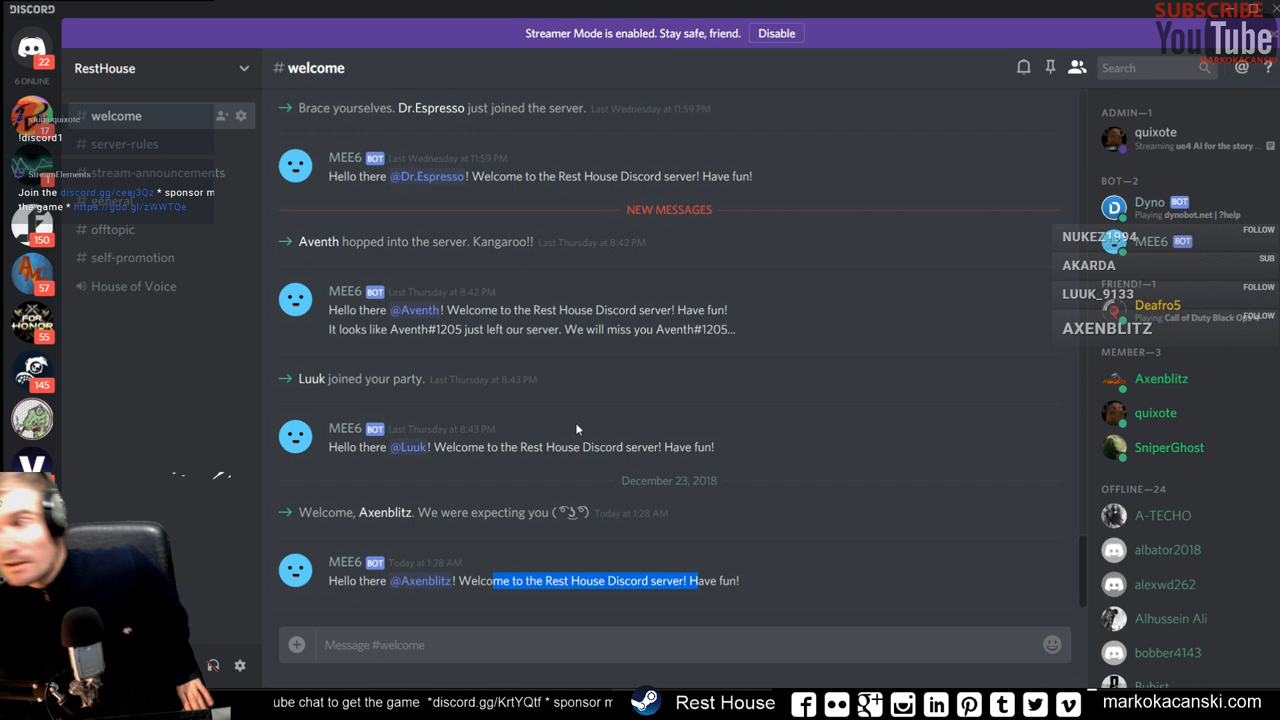 DISCORD
SUBSCRIBE
YouTube
MARKOKACANSKI
Streamer Mode is enabled. Stay safe, friend.
Disable
22
6 ONLINE
17
1
150
57
55
145
studioquixote
!discord1
StreamElements
Join the discord.gg/ceaj3Qz * sponsor m
the game * https://goo.gl/zWWTQe
RestHouse
# welcome
# server-rules
# stream-announcements
# general
# offtopic
# self-promotion
House of Voice
# welcome
Search
@
?
Brace yourselves. Dr.Espresso just joined the server. Last Wednesday at 11:59 PM
MEE6 BOT Last Wednesday at 11:59 PM
Hello there @Dr.Espresso! Welcome to the Rest House Discord server! Have fun!
NEW MESSAGES
Aventh hopped into the server. Kangaroo!! Last Thursday at 8:42 PM
MEE6 BOT Last Thursday at 8:42 PM
Hello there @Aventh! Welcome to the Rest House Discord server! Have fun!
It looks like Aventh#1205 just left our server. We will miss you Aventh#1205...
Luuk joined your party. Last Thursday at 8:43 PM
MEE6 BOT Last Thursday at 8:43 PM
Hello there @Luuk! Welcome to the Rest House Discord server! Have fun!
December 23, 2018
Welcome, Axenblitz. We were expecting you ( ͡° ͜ʖ ͡°) Today at 1:28 AM
MEE6 BOT Today at 1:28 AM
Hello there @Axenblitz! Welcome to the Rest House Discord server! Have fun!
Message #welcome
ADMIN—1
quixote
Streaming ue4 AI for the story ...
BOT—2
Dyno BOT
Playing dynobot.net | ?help
MEE6 BOT
NUKEZ1994 FOLLOW
AKARDA SUB
FRIEND!—1
LUUK_9133 FOLLOW
Deafro5
Playing Call of Duty Black Ops 4
AXENBLITZ FOLLOW
MEMBER—3
Axenblitz
quixote
SniperGhost
OFFLINE—24
A-TECHO
albator2018
alexwd262
Alhussein Ali
bobber4143
Bubist
ube chat to get the game *discord.gg/KrtYQtf * sponsor m
Rest House
markokacanski.com